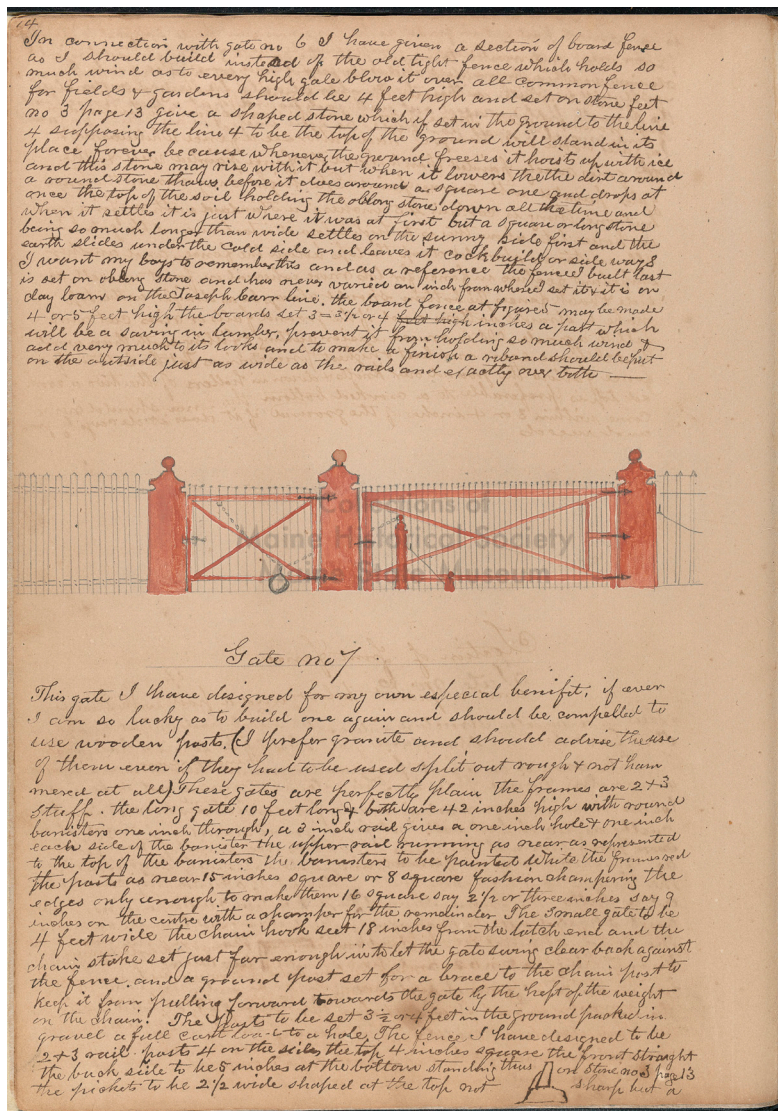 14
In connection with gate no 6 I have given a section of board fence
as I should build instead of the old tight fence which holds so
much wind as to every high gale blow it over all common fence
for fields & gardens should be 4 feet high and set on stone feet
no 3 page 13 give a shaped stone which if set in the ground to the line
4 supposing the line 4 to be the top of the ground will stand in its
place forever because whenever the ground freeses it hoists up with ice
and this stone may rise with it but when it lowers the the dirt around
a round stone thaws before it does around a square one and drops at
once the top of the soil holding the oblong stone down all the time and
when it settles it is just where it was at first but a square or long stone
being so much longer than wide settles on the sunny side first and the
earth slides under the cold side and leaves it cockbuild or side ways
I want my boys to remember this and as a reference the fence I built last
is set on oblong stone and has never varied an inch from where I set it & it is on
day loam on the Joseph Carr line. the board fence at figure 5 may be made
4 or 5 feet high the boards set 3 = 3½ or 4 feet high inches apart which
will be a saving in lumber, prevent it from holding so much wind &
add very much to its looks and to make a finish a riband should be put
on the outside just as wide as the rails and exactly over both
Collections of
Maine Historical Society
Maine State Museum
Gate no 7.
This gate I have designed for my own especial benifit, if ever
I am so lucky as to build one again and should be compelled to
use wooden posts. (I prefer granite and should advise the use
of them even if they had to be used split out rough & not ham
mered at all) These gates are perfectly plain the frames are 2 + 3
stuff. the long gate 10 feet long & both are 42 inches high with round
banisters one inch through, a 3 inch rail gives a one inch hole & one inch
each side of the banister the upper rail running as near as represented
to the top of the banisters the banisters to be painted white the frames red
the posts as near 15 inches square or 8 square fashion champering the
edges only enough to make them 16 square say 2½ or three inches say 9
inches on the centre with a champer for the remainder. The small gate to be
4 feet wide the chain hook seet 18 inches from the latch end and the
chain stake set just far enough in to let the gate swing clear back against
the fence, and a ground post set for a brace to the chain post to
keep it from pulling forward towards the gate by the heft of the weight
on the chain. The Posts to be set 3½ or 4 feet in the ground packed in
gravel a full cart load to a hole. The fence I have designed to be
2 + 3 rail. posts 4 on the sides the top 4 inches square the front straight
the back side to be 5 inches at the bottom standing thus on stone no 3 page 13
the pickets to be 2½ wide shaped at the top not sharp but a